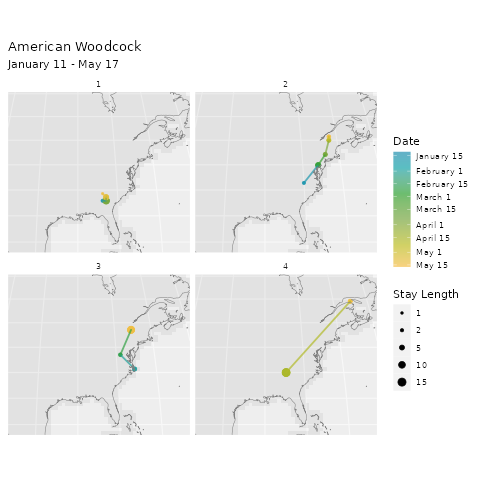 American Woodcock
January 11 - May 17
1
2
3
4
Date
January 15
February 1
February 15
March 1
March 15
April 1
April 15
May 1
May 15
Stay Length
1
2
5
10
15